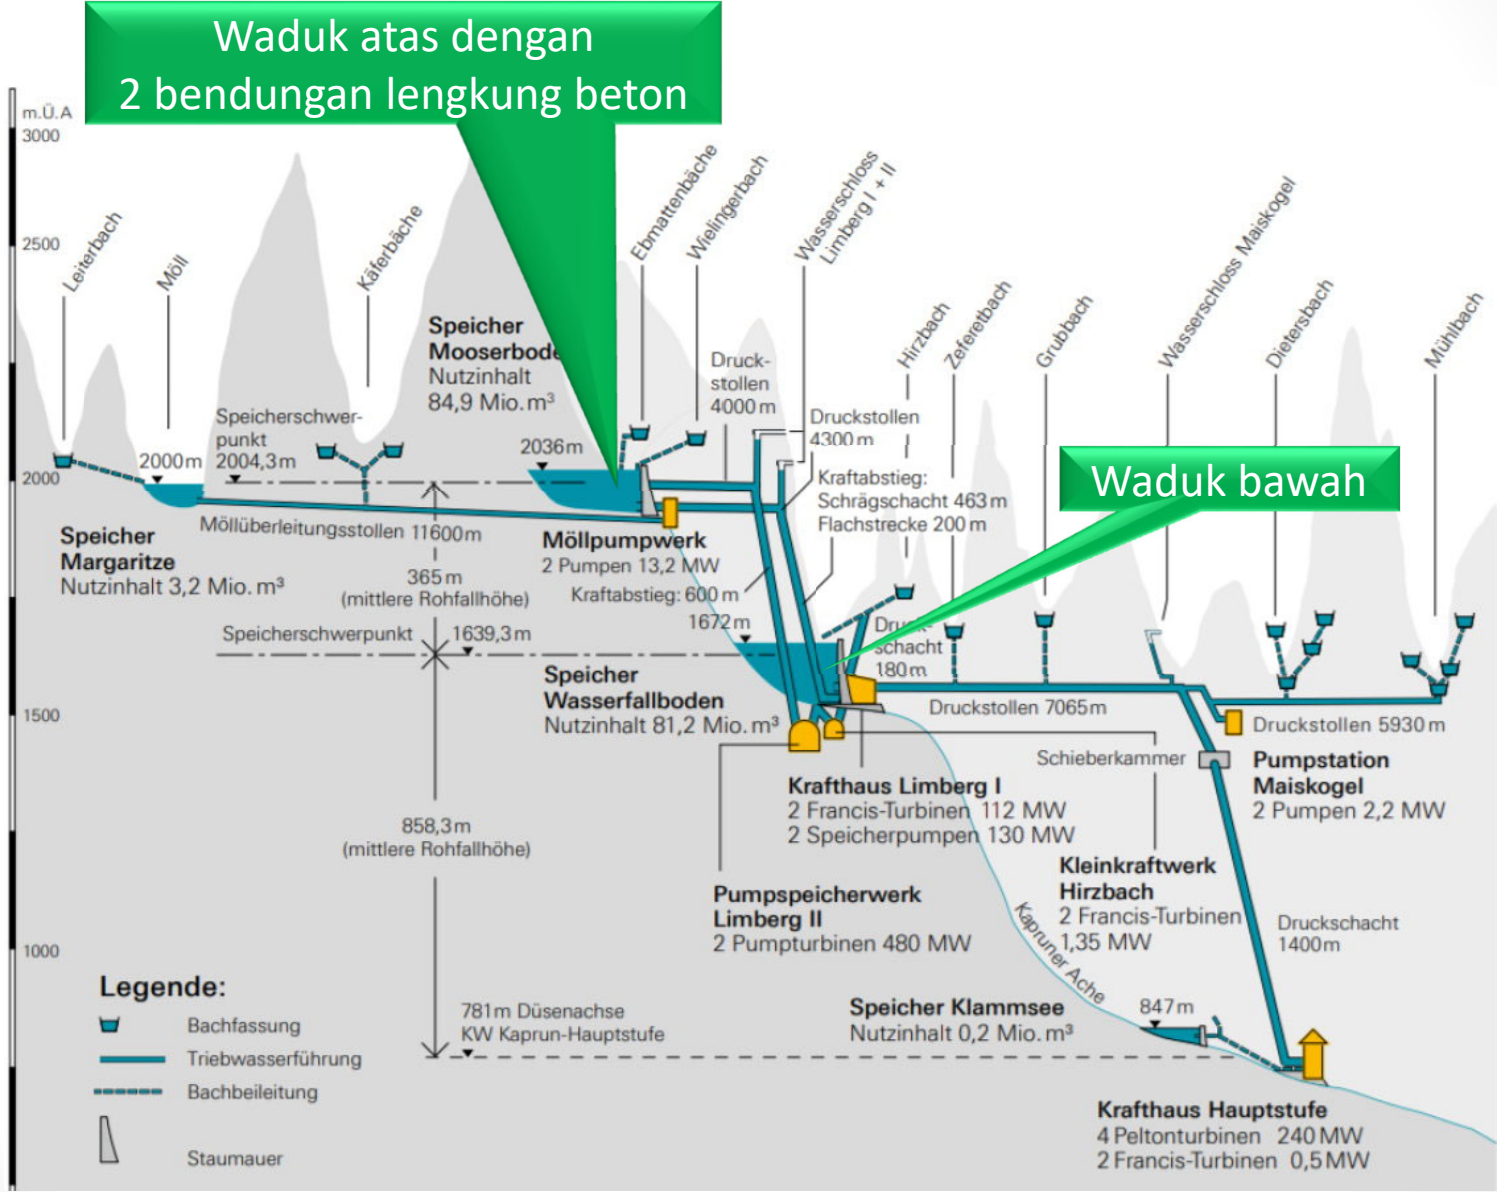 Waduk atas dengan
2 bendungan lengkung beton
m.Ü.A
3000
2500
2000
1500
1000
Leiterbach
Möll
Käferbäche
Ebmattenbäche
Wielingerbach
Wasserschloss
Limberg I + II
Hirzbach
Zeferetbach
Grubbach
Wasserschloss Maiskogel
Dietersbach
Mühlbach
Speicher
Mooserbode
Nutzinhalt
84,9 Mio. m³
Druck-
stollen
4000 m
Druckstollen
4300 m
Speicherschwer-
punkt
2004,3 m
2000 m
2036 m
Kraftabstieg:
Schrägschacht 463 m
Flachstrecke 200 m
Waduk bawah
Möllüberleitungsstollen 11600 m
Speicher
Margaritze
Nutzinhalt 3,2 Mio. m³
Möllpumpwerk
2 Pumpen 13,2 MW
Kraftabstieg: 600 m
365 m
(mittlere Rohfallhöhe)
Speicherschwerpunkt
1639,3 m
1672 m
Druck-
schacht
180 m
Speicher
Wasserfallboden
Nutzinhalt 81,2 Mio. m³
Druckstollen 7065 m
Druckstollen 5930 m
Schieberkammer
Pumpstation
Maiskogel
2 Pumpen 2,2 MW
Krafthaus Limberg I
2 Francis-Turbinen 112 MW
2 Speicherpumpen 130 MW
858,3 m
(mittlere Rohfallhöhe)
Kleinkraftwerk
Hirzbach
2 Francis-Turbinen
1,35 MW
Pumpspeicherwerk
Limberg II
2 Pumpturbinen 480 MW
Druckschacht
1400 m
Kapruner Ache
Legende:
Bachfassung
Triebwasserführung
Bachbeileitung
Staumauer
781 m Düsenachse
KW Kaprun-Hauptstufe
Speicher Klammsee
Nutzinhalt 0,2 Mio. m³
847 m
Krafthaus Hauptstufe
4 Peltonturbinen 240 MW
2 Francis-Turbinen 0,5 MW